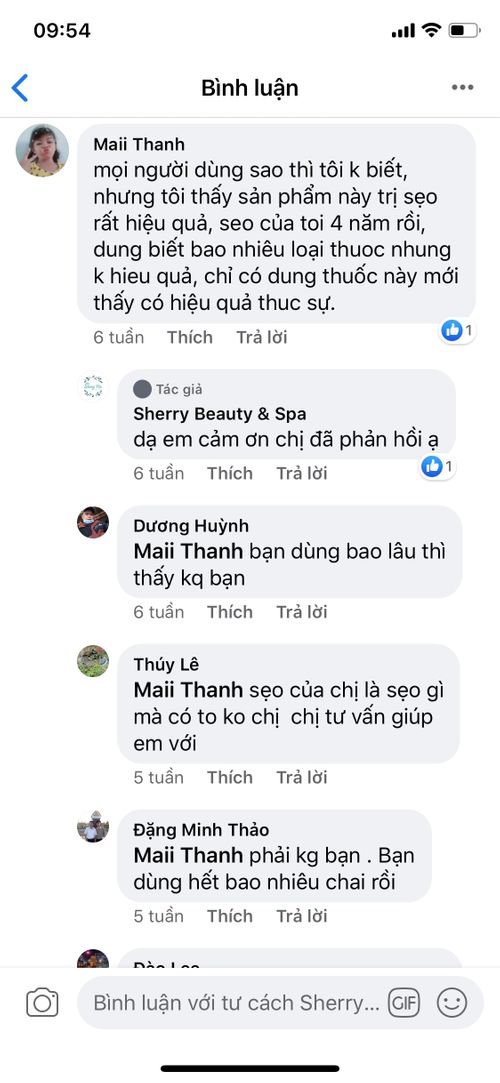 09:54
Bình luận
Maii Thanh
mọi người dùng sao thì tôi k biết,
nhưng tôi thấy sản phẩm này trị sẹo
rất hiệu quả, seo của toi 4 năm rồi,
dung biết bao nhiêu loại thuoc nhung
k hieu quả, chỉ có dung thuốc này mới
thấy có hiệu quả thuc sự.
6 tuần Thích Trả lời 1
Tác giả
Sherry Beauty & Spa
dạ em cảm ơn chị đã phản hồi ạ
6 tuần Thích Trả lời 1
Dương Huỳnh
Maii Thanh bạn dùng bao lâu thì
thấy kq bạn
6 tuần Thích Trả lời
Thúy Lê
Maii Thanh sẹo của chị là sẹo gì
mà có to ko chị chị tư vấn giúp
em với
5 tuần Thích Trả lời
Đặng Minh Thảo
Maii Thanh phải kg bạn . Bạn
dùng hết bao nhiêu chai rồi
5 tuần Thích Trả lời
Bình luận với tư cách Sherry... GIF